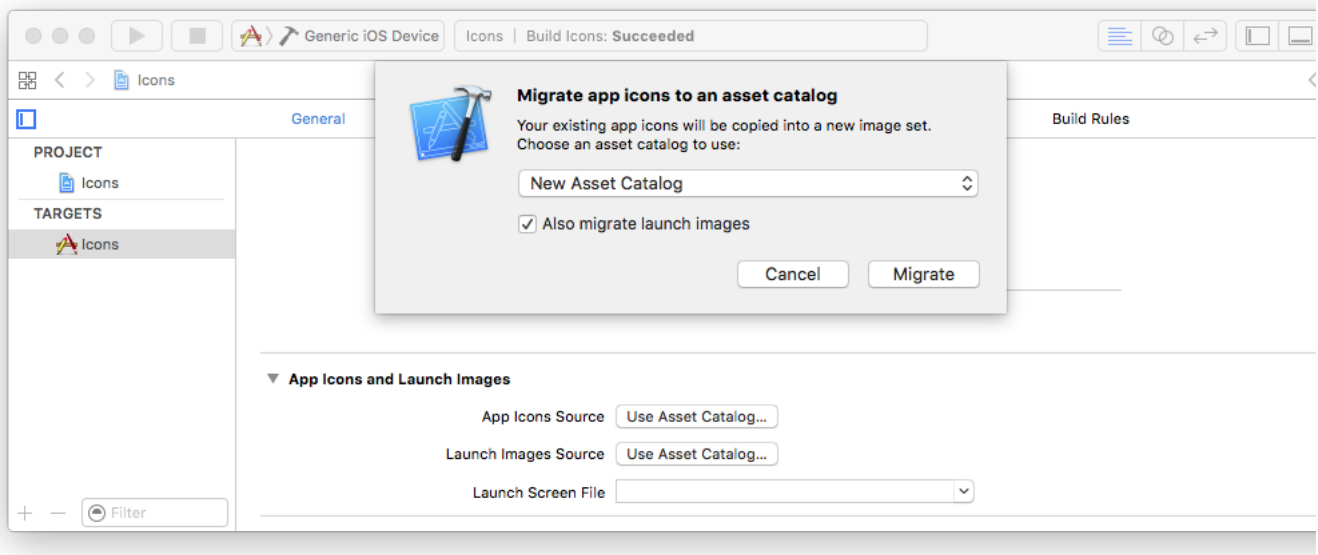 Generic iOS Device
Icons | Build Icons: Succeeded
Icons
General
Build Rules
Migrate app icons to an asset catalog
Your existing app icons will be copied into a new image set.
Choose an asset catalog to use:
New Asset Catalog
Also migrate launch images
Cancel
Migrate
PROJECT
Icons
TARGETS
Icons
App Icons and Launch Images
App Icons Source Use Asset Catalog...
Launch Images Source Use Asset Catalog...
Launch Screen File
Filter